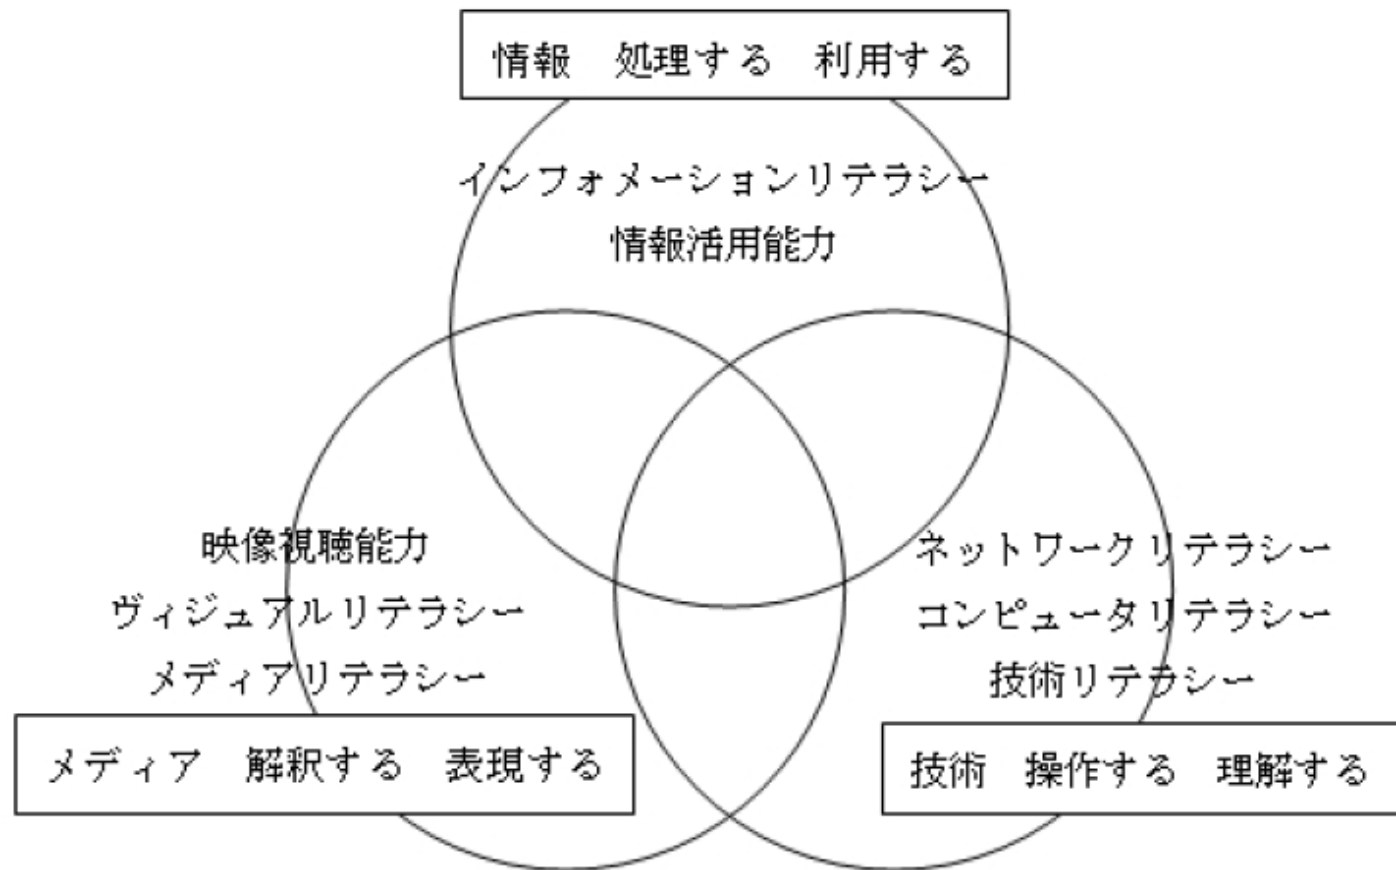 情報　処理する　利用する
インフォメーションリテラシー
情報活用能力
映像視聴能力
ヴィジュアルリテラシー
メディアリテラシー
メディア　解釈する　表現する
ネットワークリテラシー
コンピュータリテラシー
技術リテラシー
技術　操作する　理解する